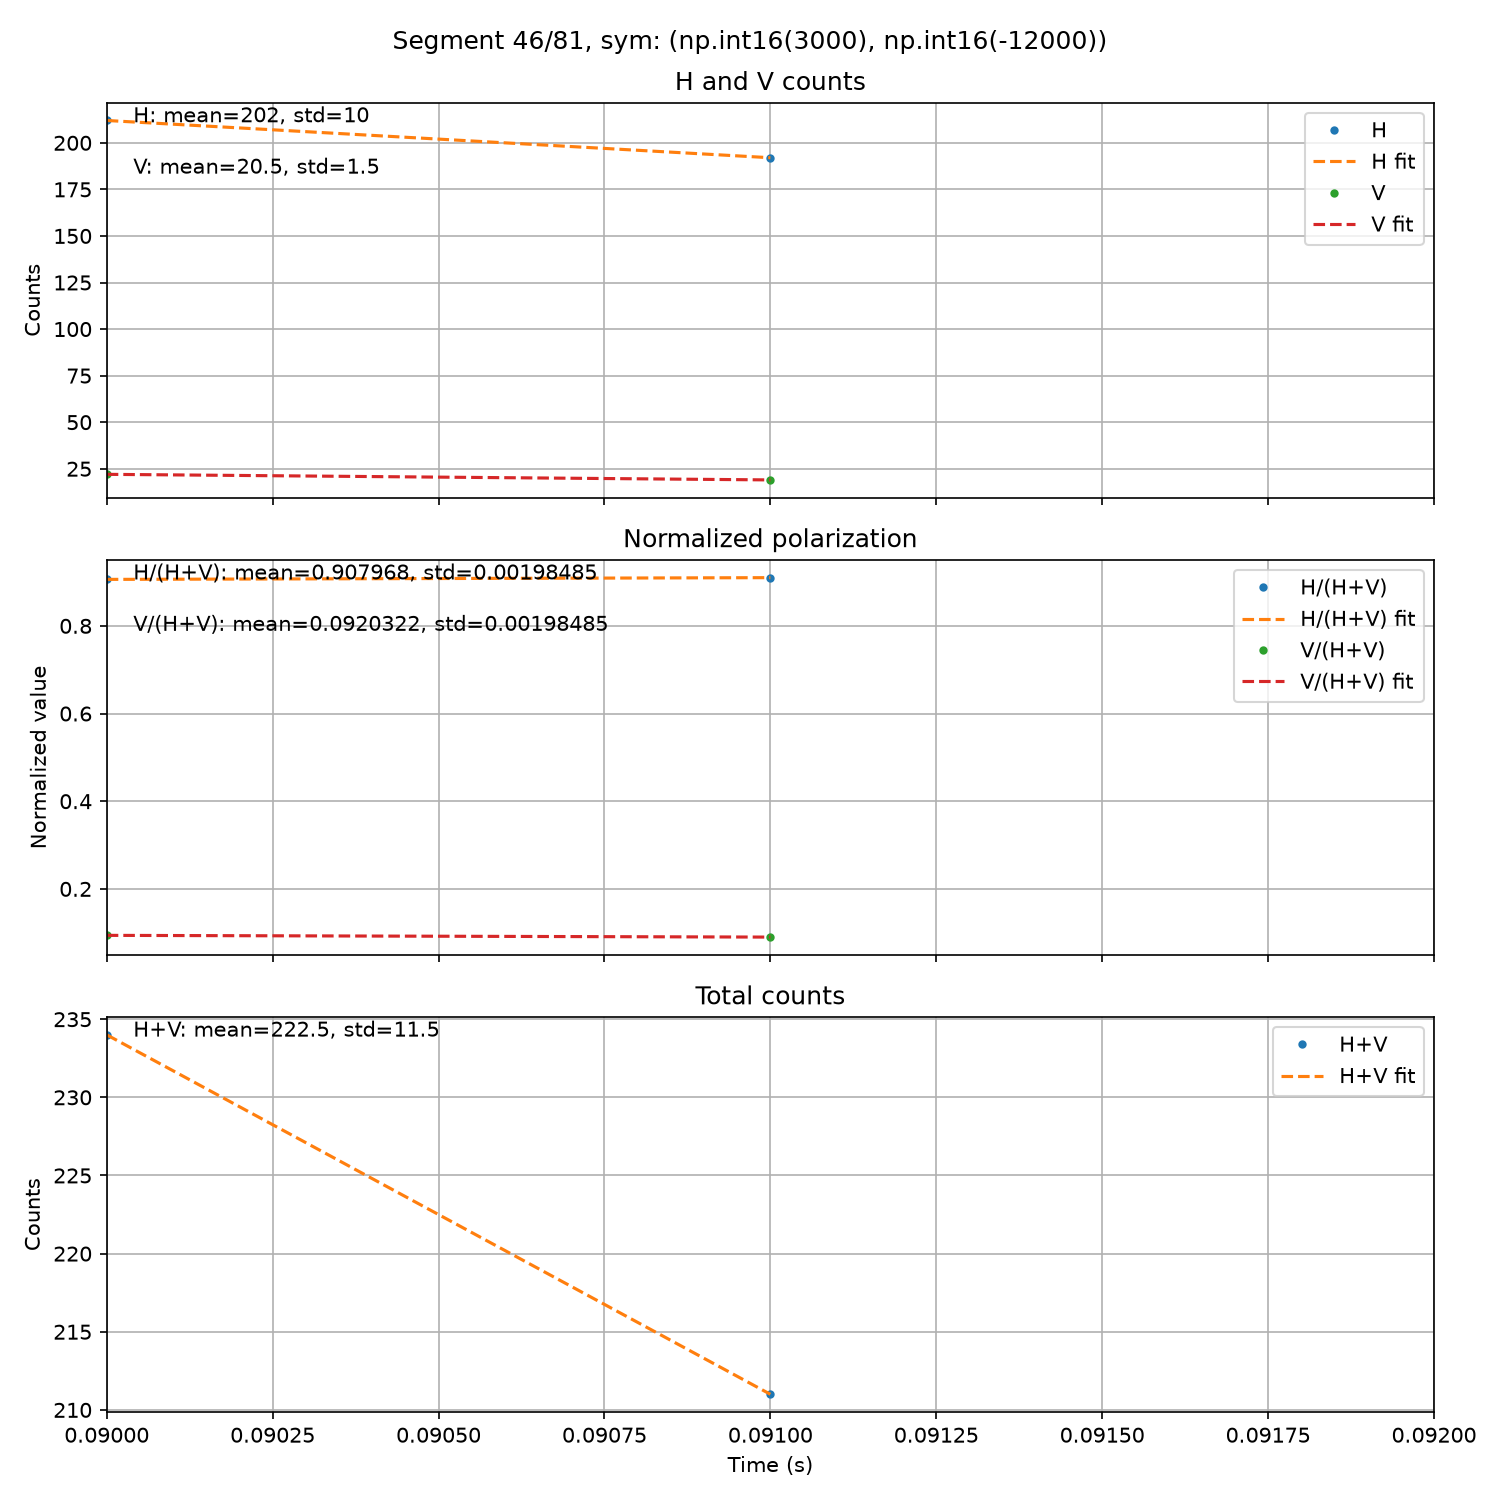 Segment 46/81, sym: (np.int16(3000), np.int16(-12000))
H and V counts
H: mean=202, std=10
V: mean=20.5, std=1.5
H
H fit
V
V fit
200
175
150
125
100
75
50
25
Counts
Normalized polarization
H/(H+V): mean=0.907968, std=0.00198485
V/(H+V): mean=0.0920322, std=0.00198485
H/(H+V)
H/(H+V) fit
V/(H+V)
V/(H+V) fit
0.8
0.6
0.4
0.2
Normalized value
Total counts
H+V: mean=222.5, std=11.5
H+V
H+V fit
235
230
225
220
215
210
Counts
0.09000 0.09025 0.09050 0.09075 0.09100 0.09125 0.09150 0.09175 0.09200
Time (s)